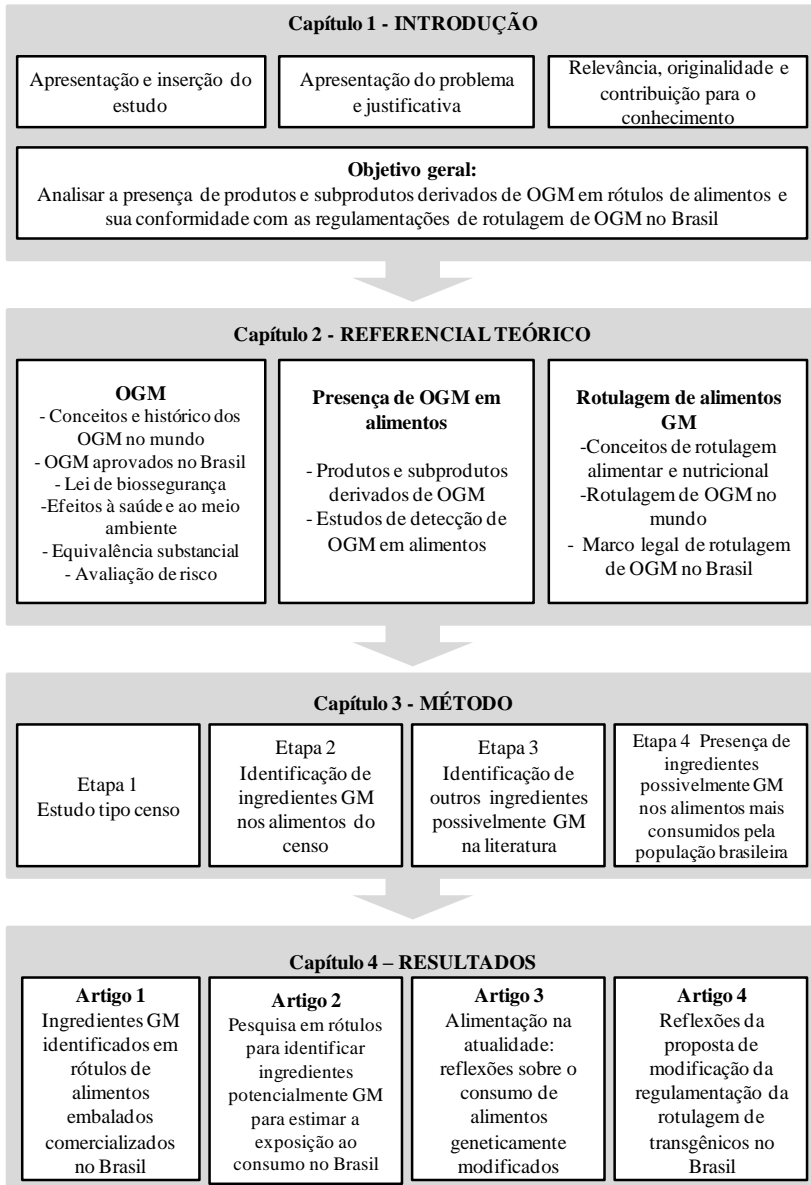 Capítulo 1 - INTRODUÇÃO
Apresentação e inserção do
estudo
Apresentação do problema
e justificativa
Relevância, originalidade e
contribuição para o
conhecimento
Objetivo geral:
Analisar a presença de produtos e subprodutos derivados de OGM em rótulos de alimentos e
sua conformidade com as regulamentações de rotulagem de OGM no Brasil
Capítulo 2 - REFERENCIAL TEÓRICO
OGM
- Conceitos e histórico dos
OGM no mundo
- OGM aprovados no Brasil
- Lei de biossegurança
-Efeitos à saúde e ao meio
ambiente
- Equivalência substancial
- Avaliação de risco
Presença de OGM em
alimentos
- Produtos e subprodutos
derivados de OGM
- Estudos de detecção de
OGM em alimentos
Rotulagem de alimentos
GM
-Conceitos de rotulagem
alimentar e nutricional
-Rotulagem de OGM no
mundo
- Marco legal de rotulagem
de OGM no Brasil
Capítulo 3 - MÉTODO
Etapa 1
Estudo tipo censo
Etapa 2
Identificação de
ingredientes GM
nos alimentos do
censo
Etapa 3
Identificação de
outros ingredientes
possivelmente GM
na literatura
Etapa 4 Presença de
ingredientes
possivelmente GM
nos alimentos mais
consumidos pela
população brasileira
Capítulo 4 – RESULTADOS
Artigo 1
Ingredientes GM
identificados em
rótulos de
alimentos
embalados
comercializados
no Brasil
Artigo 2
Pesquisa em rótulos
para identificar
ingredientes
potencialmente GM
para estimar a
exposição ao
consumo no Brasil
Artigo 3
Alimentação na
atualidade:
reflexões sobre o
consumo de
alimentos
geneticamente
modificados
Artigo 4
Reflexões da
proposta de
modificação da
regulamentação da
rotulagem de
transgênicos no
Brasil